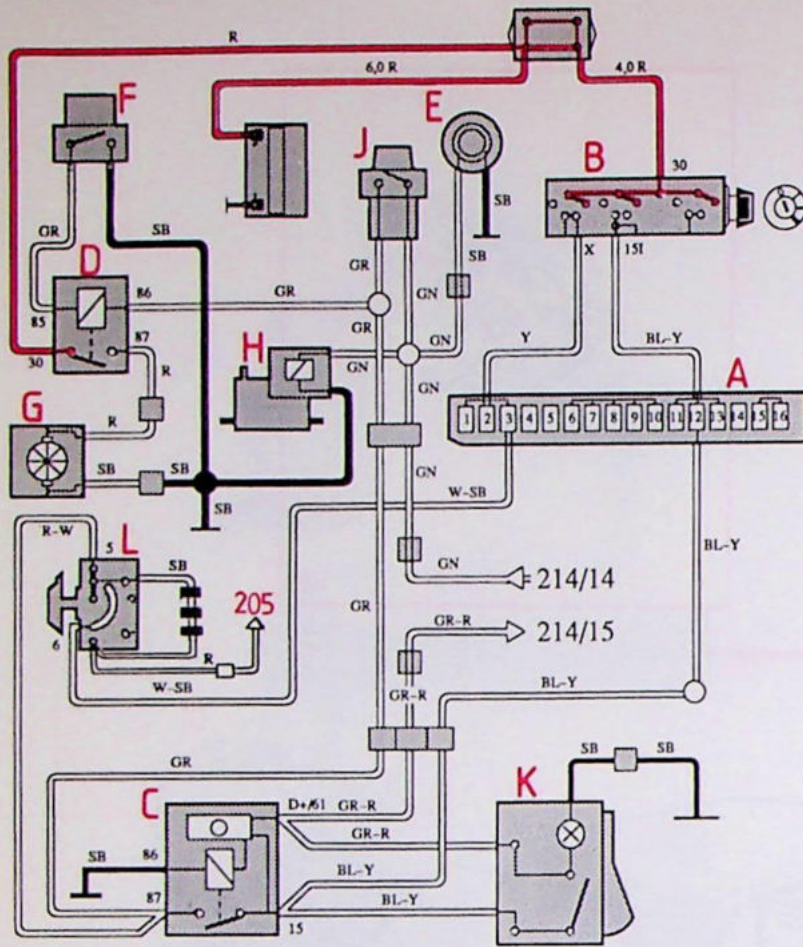 R
6,0 R
4,0 R
F
E
J
B
30
SB
GR
SB
X
15I
D
86
GR
GR
GN
SB
85
87
H
GN
GN
Y
BL-Y
30
R
GR
GN
A
G
R
1 2 3 4 5 6 7 8 9 10 11 12 13 14 15 16
SB
SB
SB
GN
W-SB
R-W
5
L
SB
BL-Y
205
GN
214/14
GR
GR-R
214/15
6
R
W-SB
GR-R
BL-Y
GR
SB
SB
K
C
D+/61
GR-R
GR-R
SB
86
BL-Y
87
BL-Y
15